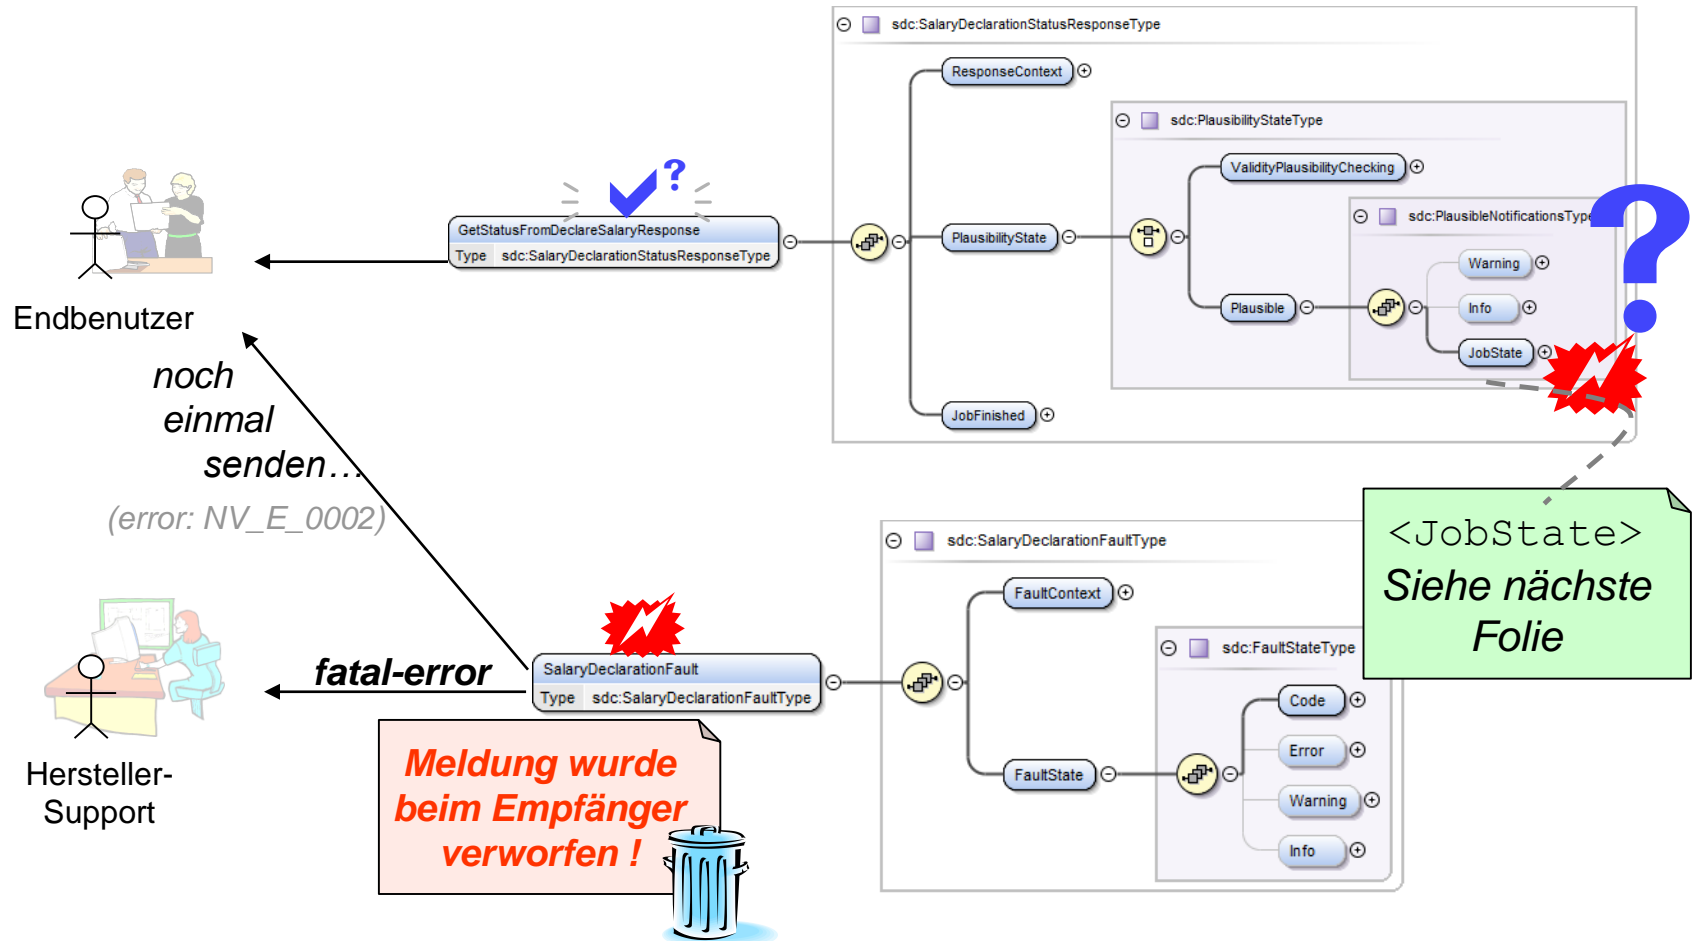 sdc:SalaryDeclarationStatusResponseType
ResponseContext
sdc:PlausibilityStateType
ValidityPlausibilityChecking
sdc:PlausibleNotificationsType
?
?
GetStatusFromDeclareSalaryResponse
Type sdc:SalaryDeclarationStatusResponseType
PlausibilityState
Warning
Plausible
Info
JobState
JobFinished
Endbenutzer
noch
einmal
senden...
(error: NV_E_0002)
<JobState>
Siehe nächste
Folie
sdc:SalaryDeclarationFaultType
FaultContext
sdc:FaultStateType
fatal-error
SalaryDeclarationFault
Type sdc:SalaryDeclarationFaultType
Code
Error
FaultState
Warning
Info
Hersteller-
Support
Meldung wurde
beim Empfänger
verworfen !